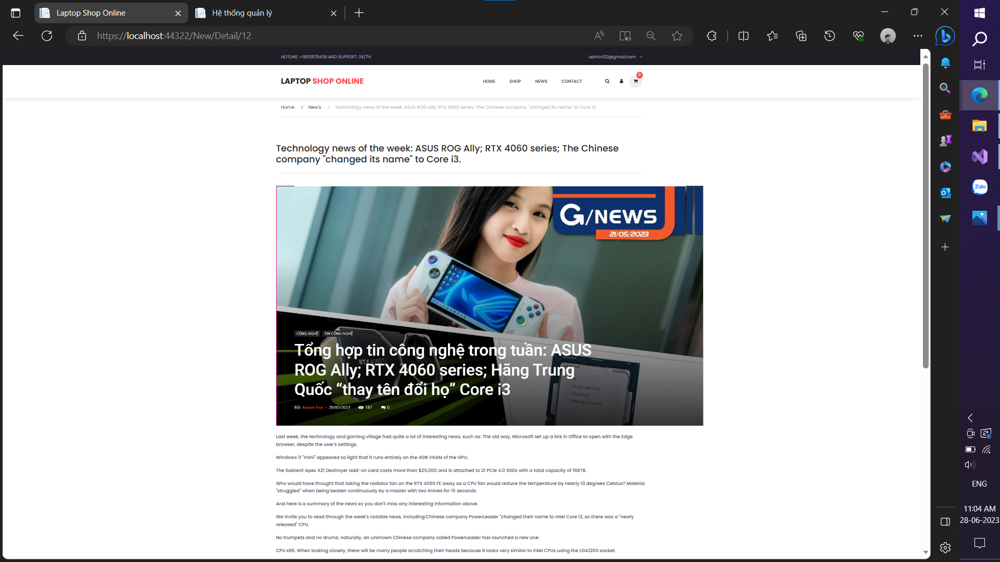 Laptop Shop Online
Hệ thống quản lý
https://localhost:44322/New/Detail/12
HOTLINE: +1800578439 AND SUPPORT: 24/7H
admin123@gmail.com
LAPTOP SHOP ONLINE
HOME SHOP NEWS CONTACT
0
Home > New's > Technology news of the week: ASUS ROG Ally; RTX 4060 series; The Chinese company "changed its name" to Core i3.
Technology news of the week: ASUS ROG Ally; RTX 4060 series; The Chinese
company "changed its name" to Core i3.
G/NEWS
21/05/2023
CÔNG NGHỆ TIN CÔNG NGHỆ
Tổng hợp tin công nghệ trong tuần: ASUS
ROG Ally; RTX 4060 series; Hãng Trung
Quốc “thay tên đổi họ” Core i3
RTX 4060Ti
P3-01105
Bởi Axium Fox - 20/05/2023 187 0
Last week, the technology and gaming village had quite a lot of interesting news, such as: The old way, Microsoft set up a link in Office to open with the Edge
browser, despite the user's settings.
Windows 11 "mini" appeared so light that it runs entirely on the 4GB VRAM of the GPU.
The Sabrent Apex X21 Destroyer add-on card costs more than $25,000 and is attached to 21 PCIe 4.0 SSDs with a total capacity of 168TB.
Who would have thought that taking the radiator fan on the RTX 4090 FE away as a CPU fan would reduce the temperature by nearly 10 degrees Celsius? Malenia
"struggled" when being beaten continuously by a master with two knives for 15 seconds.
And here is a summary of the news so you don't miss any interesting information above.
We invite you to read through the week's notable news, including:Chinese company PowerLeader "changed their name to Intel Core i3, so there was a "newly
released" CPU.
No trumpets and no drums; naturally, an unknown Chinese company called PowerLeader has launched a new one.
CPU x86. When looking closely, there will be many people scratching their heads because it looks very similar to Intel CPUs using the LGA1200 socket.
Zalo
ENG
11:04 AM
28-06-2023